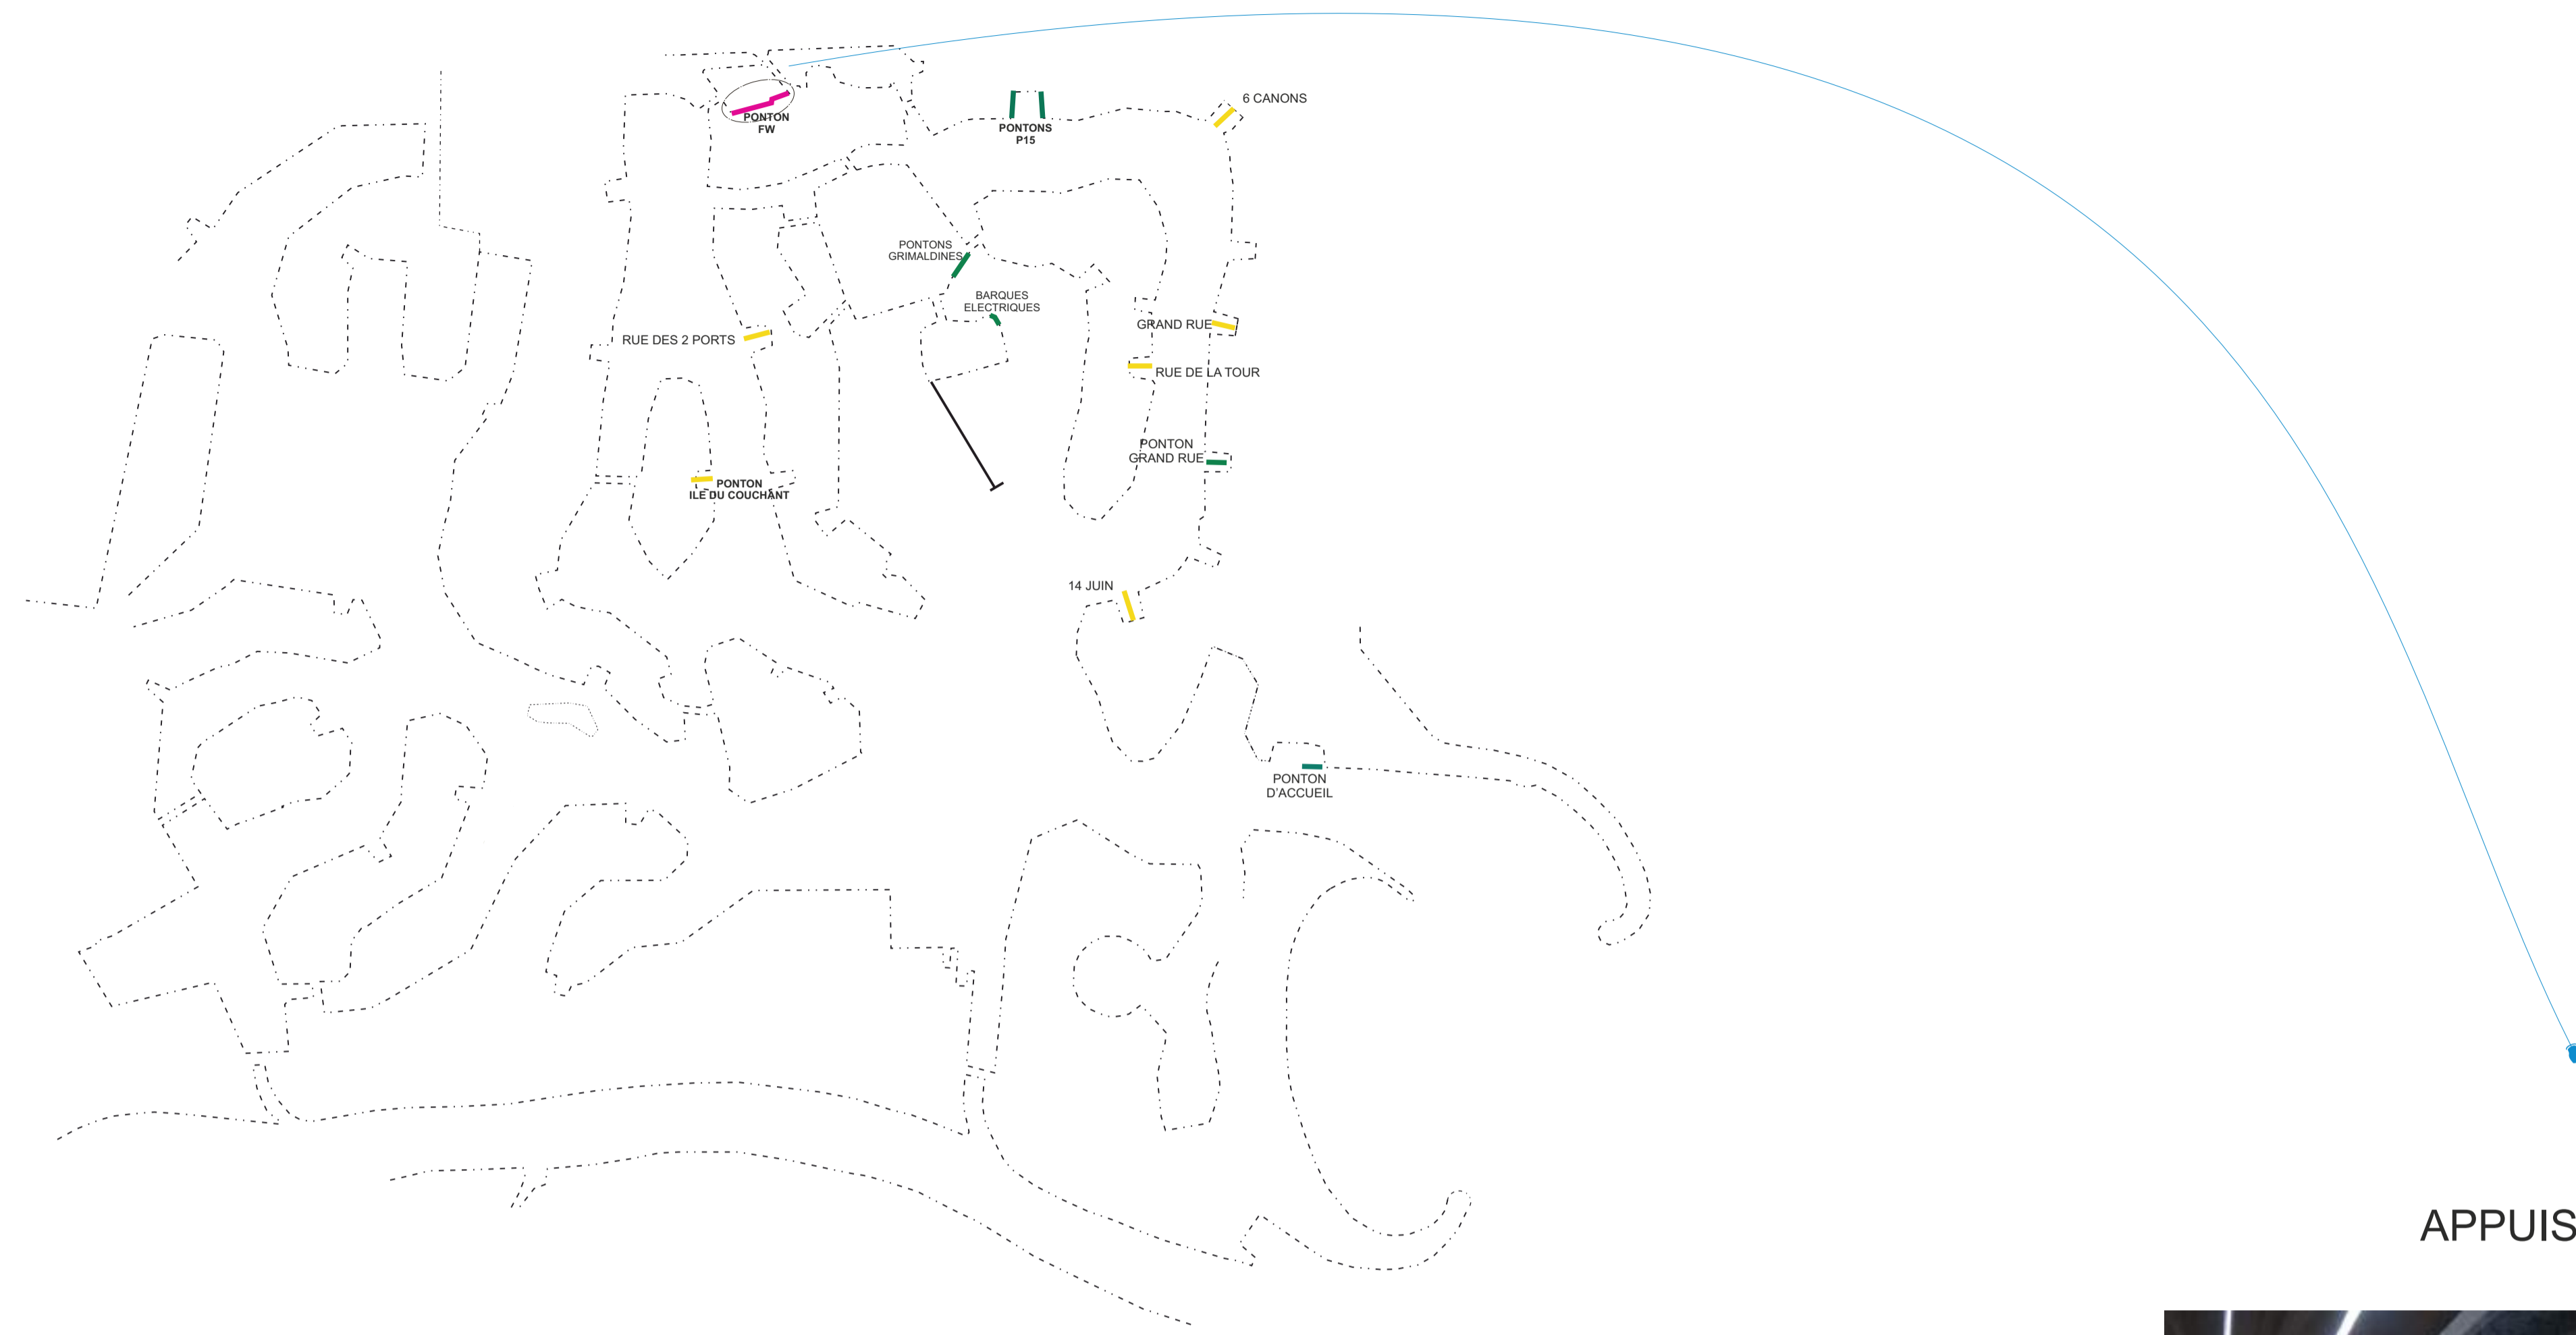 6 CANONS
PONTON
FW
PONTONS
P15
PONTONS
GRIMALDINES
BARQUES
ELECTRIQUES
GRAND RUE
RUE DES 2 PORTS
RUE DE LA TOUR
PONTON
GRAND RUE
PONTON
ILE DU COUCHANT
14 JUIN
PONTON
D'ACCUEIL
APPUIS